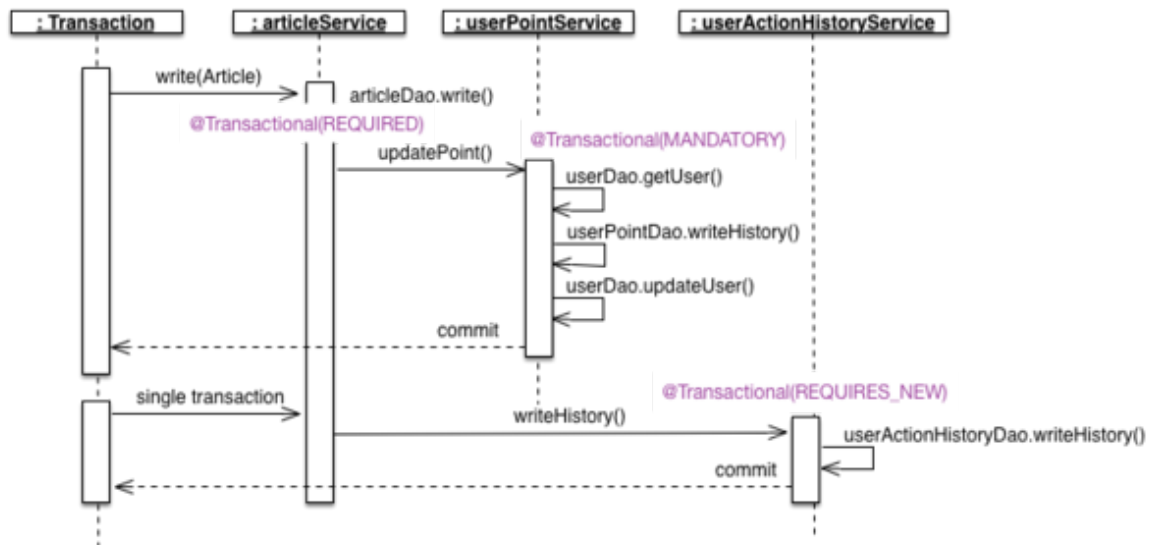 : Transaction
: articleService
: userPointService
: userActionHistoryService
write(Article)
articleDao.write()
@Transactional(REQUIRED)
@Transactional(MANDATORY)
updatePoint()
userDao.getUser()
userPointDao.writeHistory()
userDao.updateUser()
commit
@Transactional(REQUIRES_NEW)
single transaction
writeHistory()
userActionHistoryDao.writeHistory()
commit